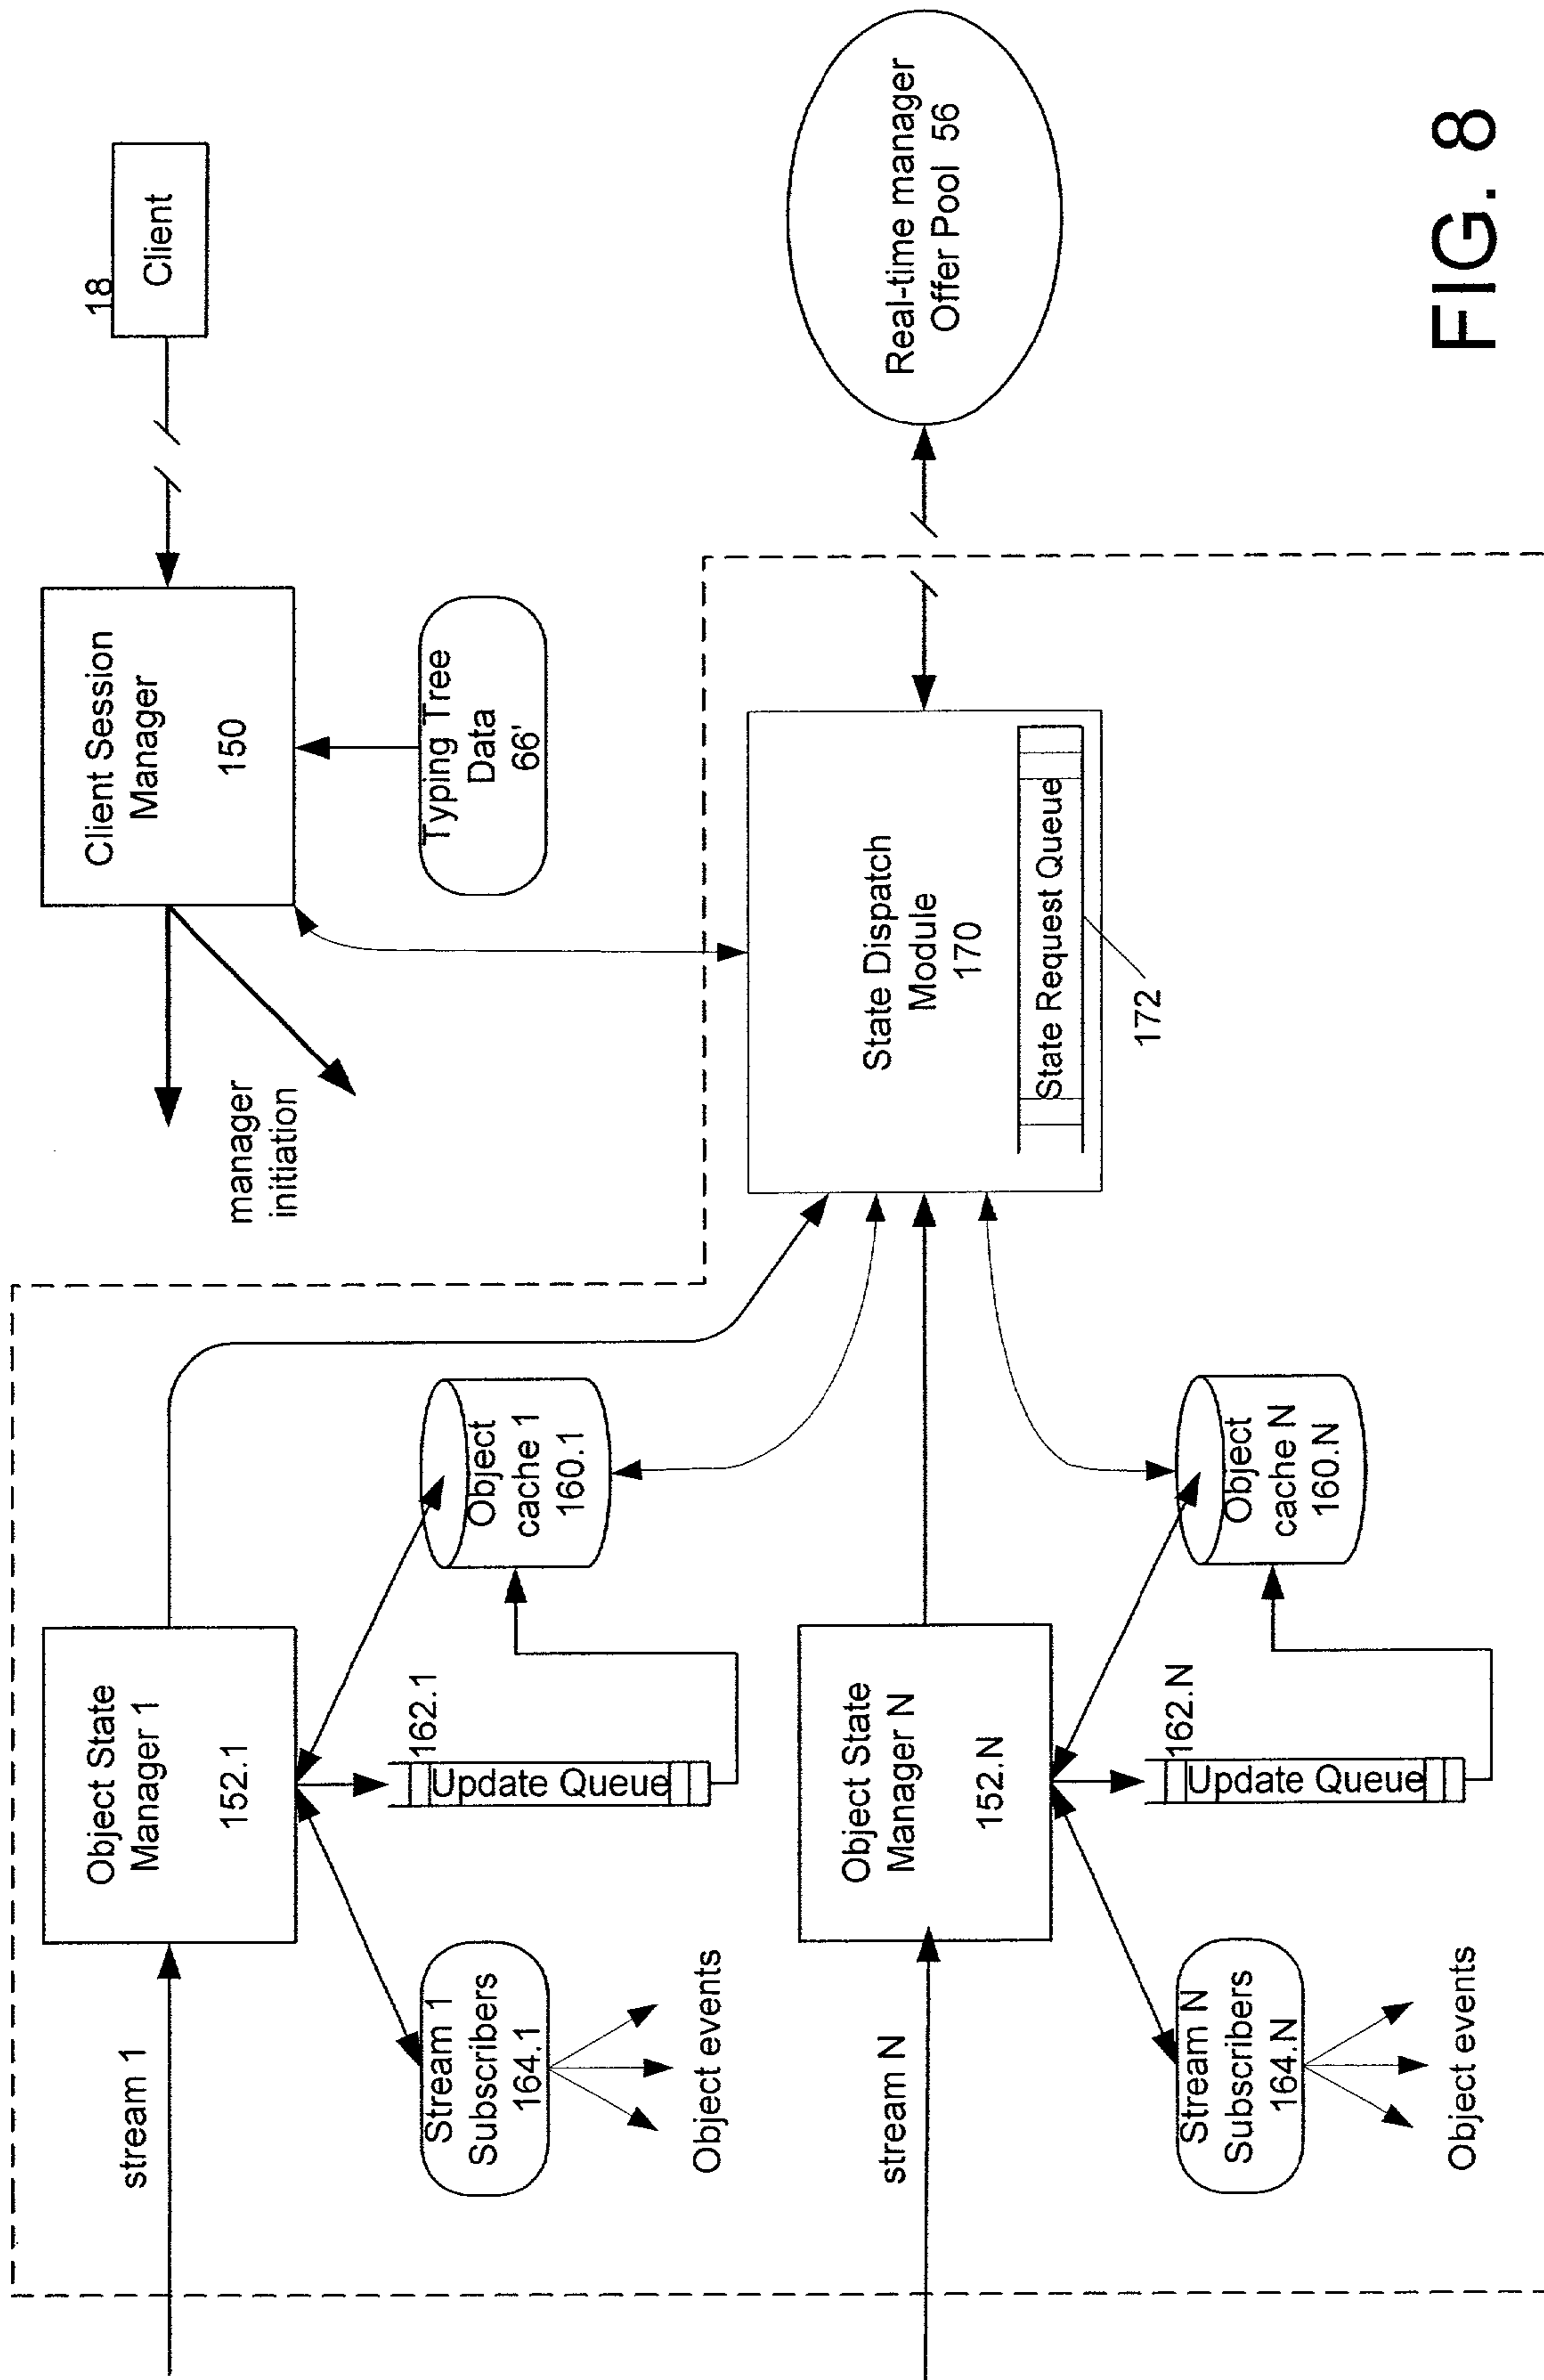 stream 1
Object State
Manager 1
152.1
manager
initiation
Client Session
Manager
150
18
Client
Stream 1
Subscribers
164.1
Object events
162.1
Update Queue
Object
cache 1
160.1
Typing Tree
Data
66'
stream N
Object State
Manager N
152.N
State Dispatch
Module
170
State Request Queue
172
Real-time manager
Offer Pool 56
Stream N
Subscribers
164.N
Object events
162.N
Update Queue
Object
cache N
160.N
FIG. 8